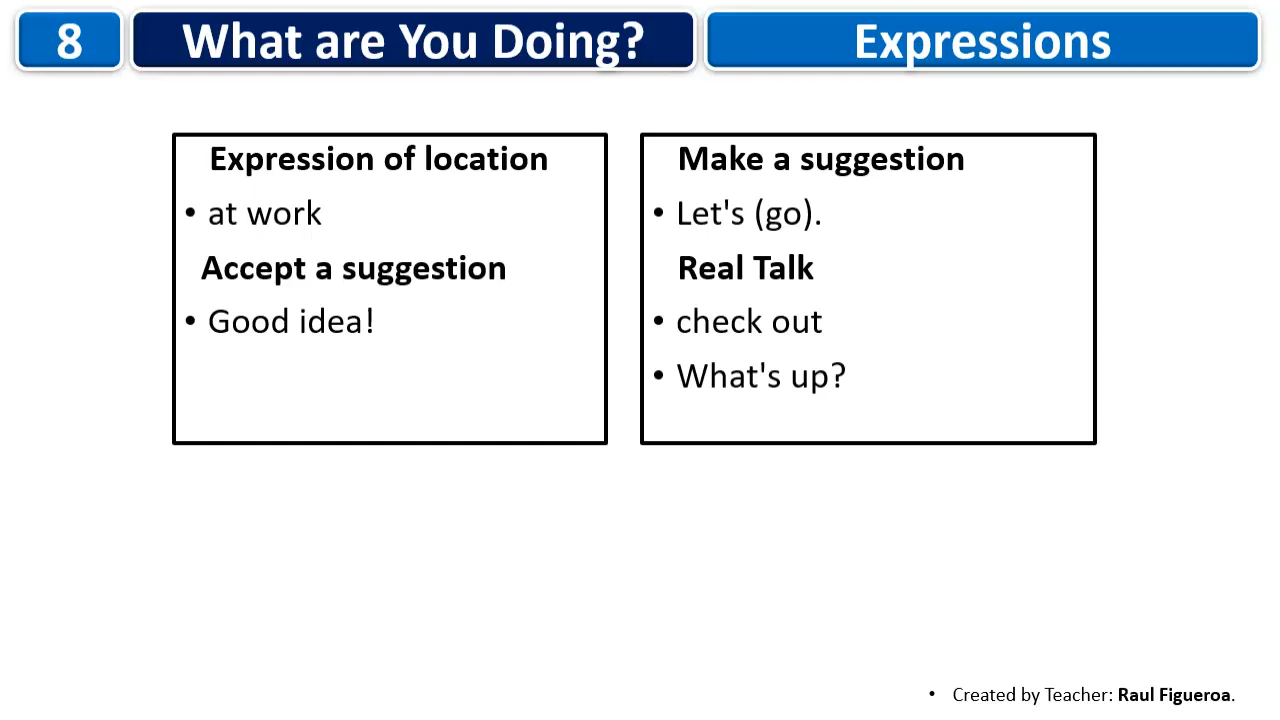 8
What are You Doing?
Expressions
Expression of location
• at work
Accept a suggestion
• Good idea!
Make a suggestion
• Let's (go).
Real Talk
• check out
• What's up?
• Created by Teacher: Raul Figueroa.